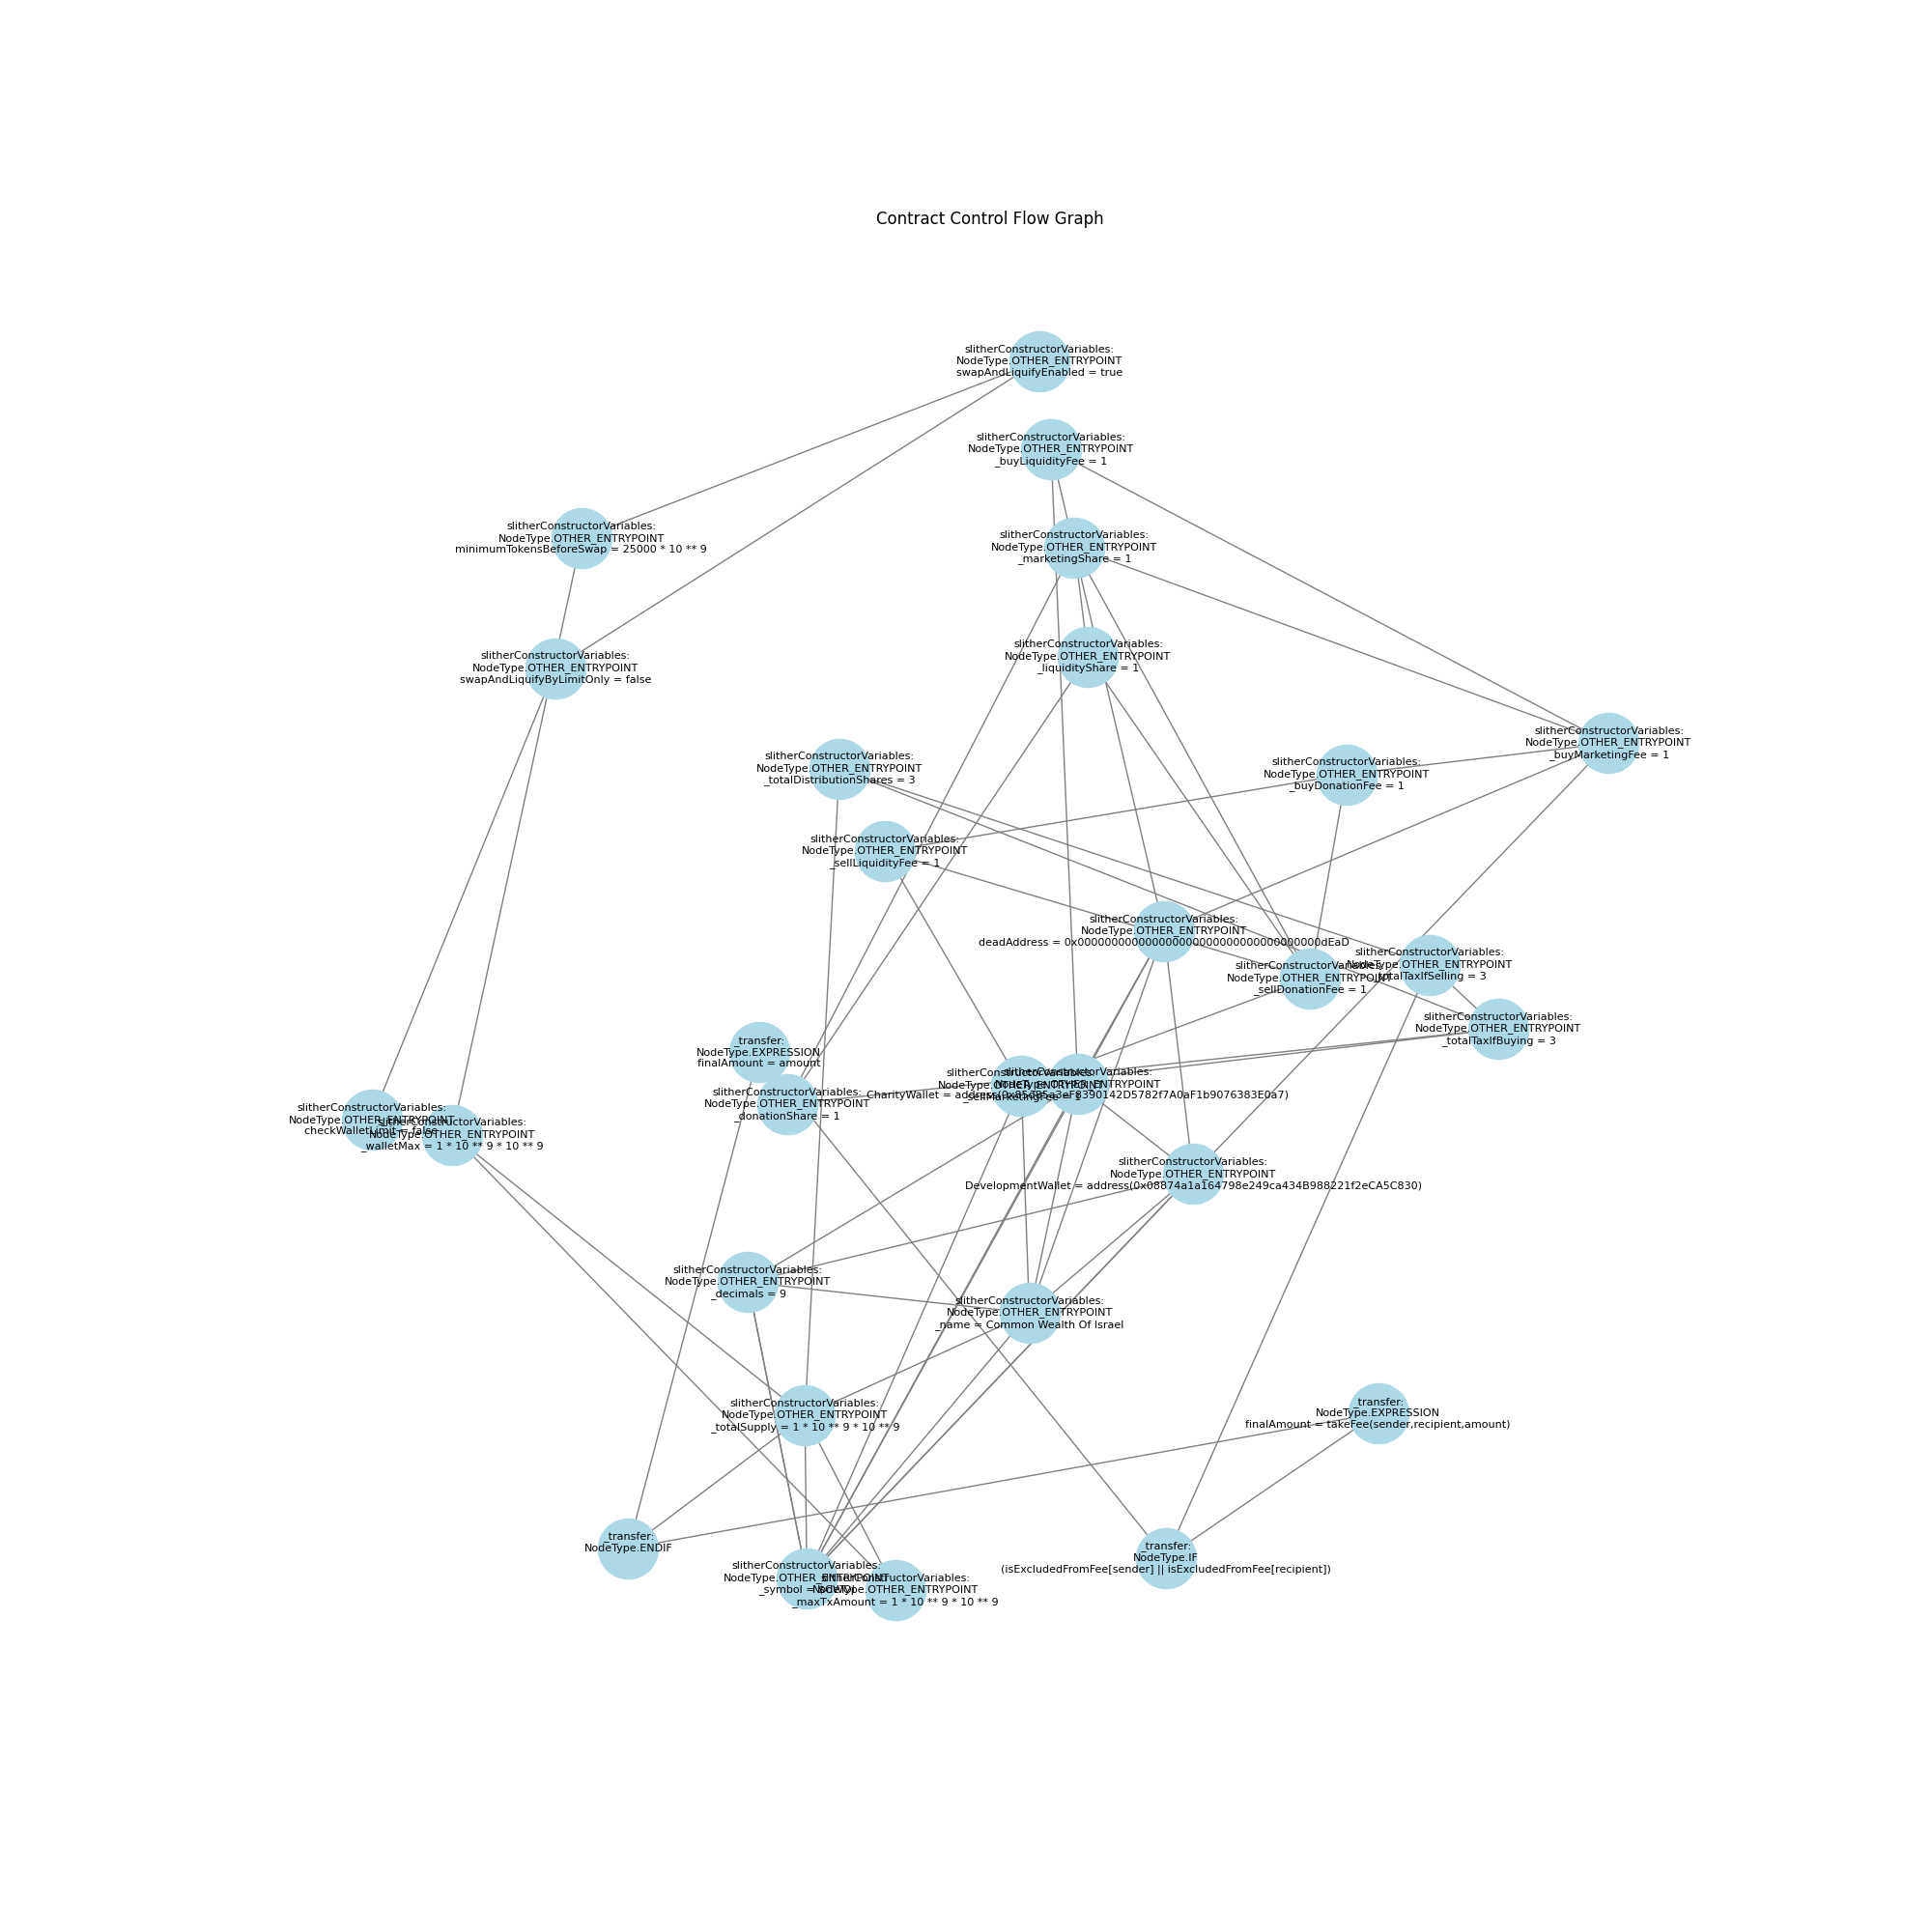 Contract Control Flow Graph
slitherConstructorVariables:
NodeType.OTHER_ENTRYPOINT
swapAndLiquifyEnabled = true
slitherConstructorVariables:
NodeType.OTHER_ENTRYPOINT
_buyLiquidityFee = 1
slitherConstructorVariables:
NodeType.OTHER_ENTRYPOINT
minimumTokensBeforeSwap = 25000 * 10 ** 9
slitherConstructorVariables:
NodeType.OTHER_ENTRYPOINT
_marketingShare = 1
slitherConstructorVariables:
NodeType.OTHER_ENTRYPOINT
swapAndLiquifyByLimitOnly = false
slitherConstructorVariables:
NodeType.OTHER_ENTRYPOINT
_liquidityShare = 1
slitherConstructorVariables:
NodeType.OTHER_ENTRYPOINT
_buyMarketingFee = 1
slitherConstructorVariables:
NodeType.OTHER_ENTRYPOINT
_totalDistributionShares = 3
slitherConstructorVariables:
NodeType.OTHER_ENTRYPOINT
_buyDonationFee = 1
slitherConstructorVariables:
NodeType.OTHER_ENTRYPOINT
_sellLiquidityFee = 1
slitherConstructorVariables:
NodeType.OTHER_ENTRYPOINT
deadAddress =
slitherConstructorVariables:
NodeType.OTHER_ENTRYPOINT
_totalTaxIfSelling = 3
slitherConstructorVariables:
NodeType.OTHER_ENTRYPOINT
_sellDonationFee = 1
slitherConstructorVariables:
NodeType.OTHER_ENTRYPOINT
_totalTaxIfBuying = 3
_transfer:
NodeType.EXPRESSION
finalAmount = amount
slitherConstructorVariables:
NodeType.OTHER_ENTRYPOINT
_donationShare = 1
slitherConstructorVariables:
NodeType.OTHER_ENTRYPOINT
_sellMarketingFee = 1
slitherConstructorVariables:
NodeType.OTHER_ENTRYPOINT
CharityWallet =
slitherConstructorVariables:
NodeType.OTHER_ENTRYPOINT
checkWalletLimit = false
slitherConstructorVariables:
NodeType.OTHER_ENTRYPOINT
_walletMax = 1 * 10 ** 9 * 10 ** 9
slitherConstructorVariables:
NodeType.OTHER_ENTRYPOINT
DevelopmentWallet = address(0x08874a1a164798e249ca434B988221f2eCA5C830)
slitherConstructorVariables:
NodeType.OTHER_ENTRYPOINT
_decimals = 9
slitherConstructorVariables:
NodeType.OTHER_ENTRYPOINT
_name = Common Wealth Of Israel
slitherConstructorVariables:
NodeType.OTHER_ENTRYPOINT
_totalSupply = 1 * 10 ** 9 * 10 ** 9
_transfer:
NodeType.EXPRESSION
finalAmount = takeFee(sender,recipient,amount)
_transfer:
NodeType.ENDIF
_transfer:
NodeType.IF
(isExcludedFromFee[sender] || isExcludedFromFee[recipient])
slitherConstructorVariables:
NodeType.OTHER_ENTRYPOINT
_symbol =
slitherConstructorVariables:
NodeType.OTHER_ENTRYPOINT
_maxTxAmount = 1 * 10 ** 9 * 10 ** 9